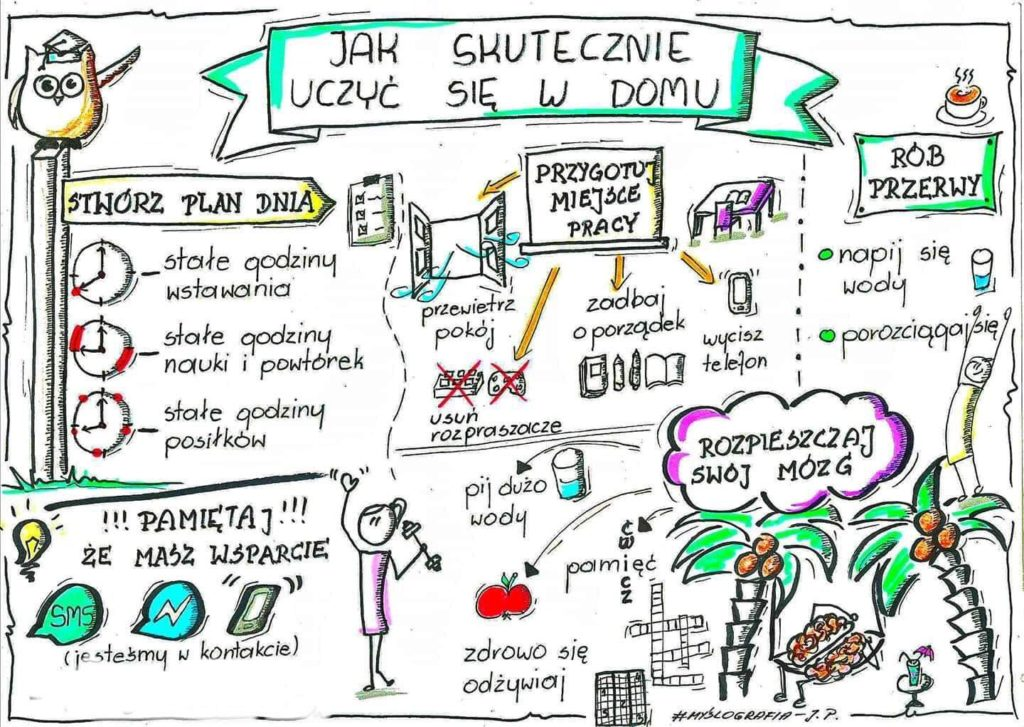 JAK SKUTECZNIE
UCZYĆ SIĘ W DOMU
STWÓRZ PLAN DNIA
stałe godziny
wstawania
stałe godziny
nauki i powtórek
stałe godziny
posiłków
PRZYGOTUJ
MIEJSCE
PRACY
przewietrz
pokój
usuń
rozpraszacze
zadbaj
o porządek
wycisz
telefon
RÓB
PRZERWY
napij się
wody
porozciągaj się
!!! PAMIĘTAJ !!!
ŻE MASZ WSPARCIE
SMS
(jesteśmy w kontakcie)
ROZPIESZCZAJ
SWÓJ MÓZG
pij dużo
wody
zdrowo się
odżywiaj
ćwicz
pamięć
#MYŚLOGRAFIA - J.P.